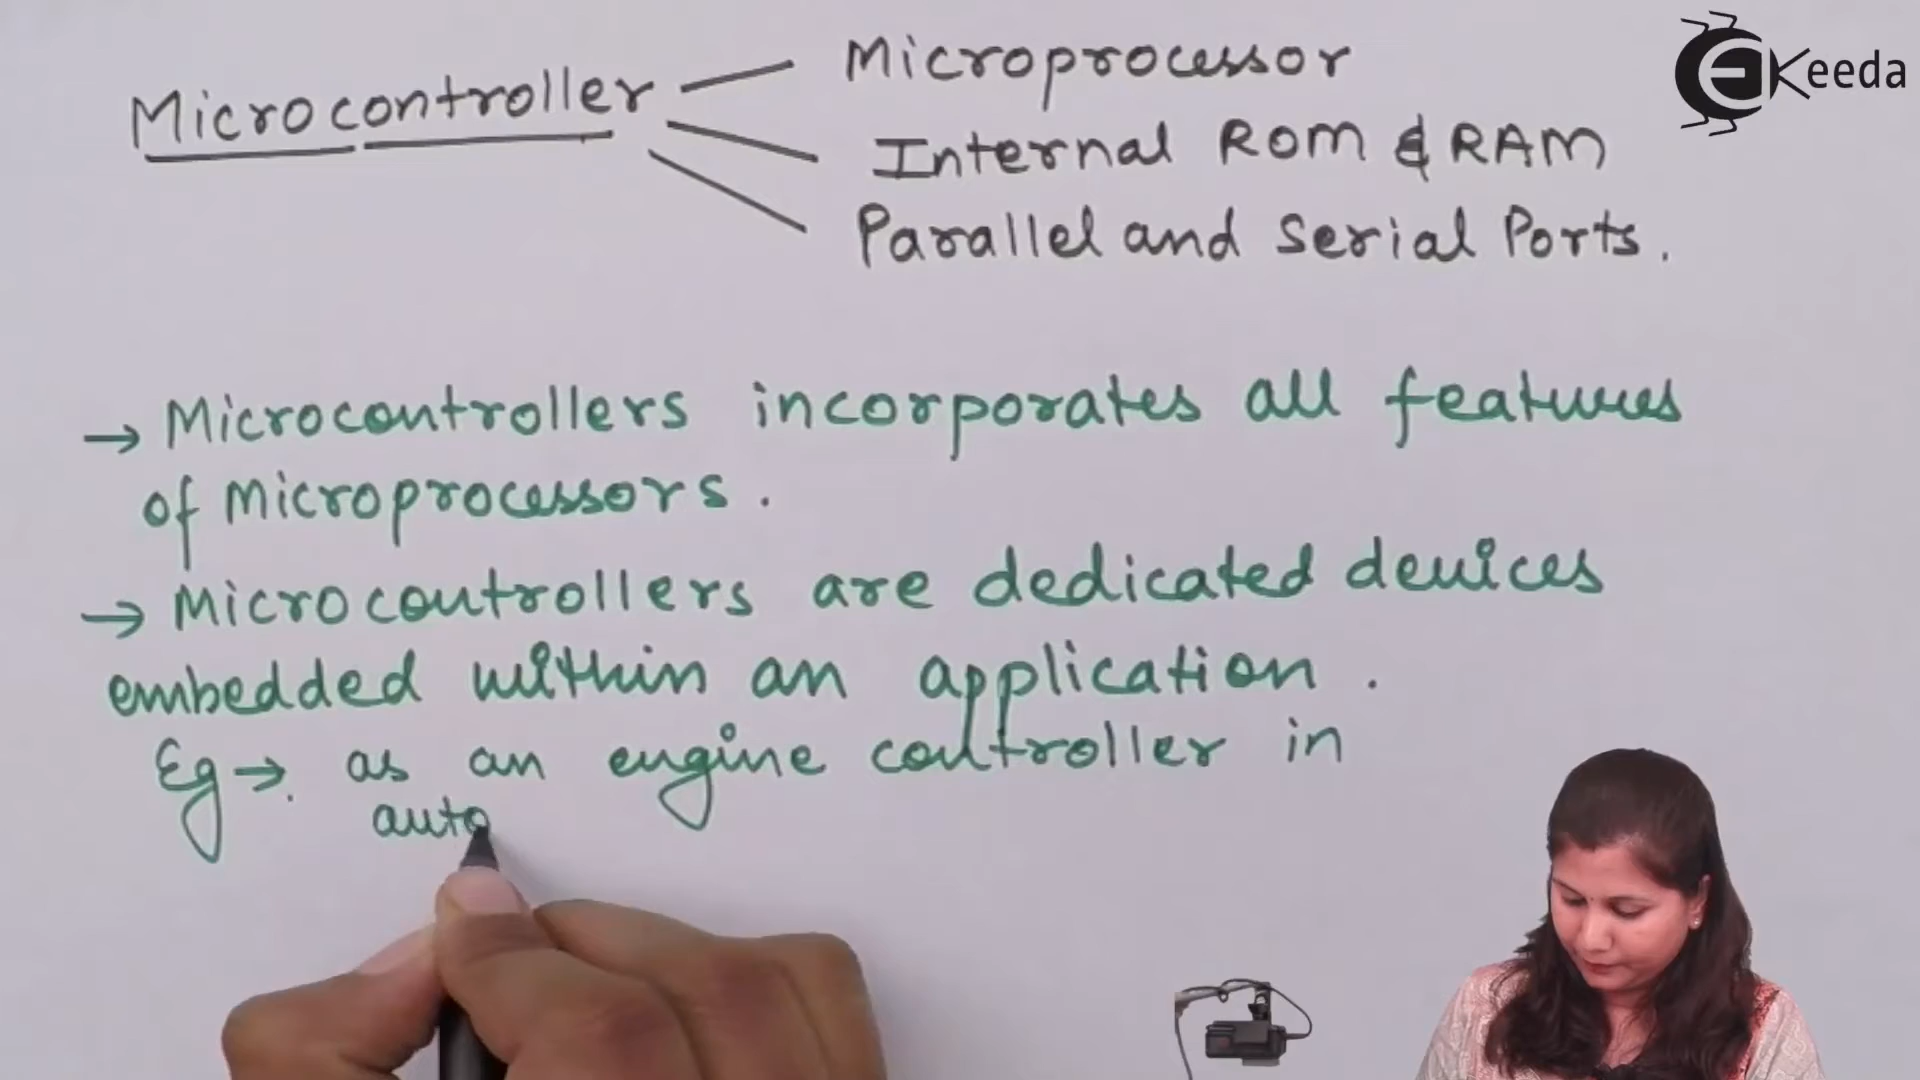 Microcontroller
Microprocessor
Internal ROM & RAM
Parallel and Serial Ports.
EKeeda
→ Microcontrollers incorporates all features
of Microprocessors.
→ Microcontrollers are dedicated devices
embedded within an application.
Eg →. as an engine controller in
auto